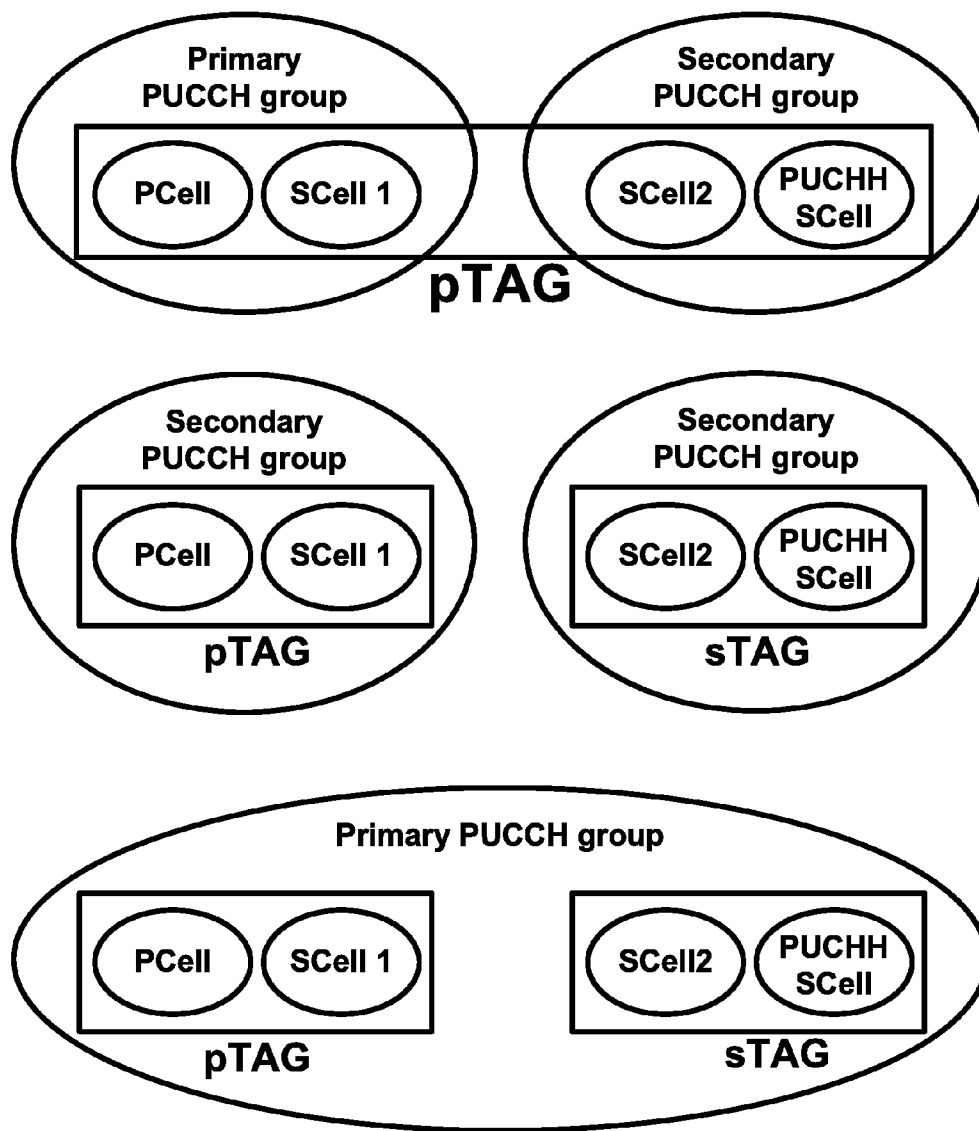 Primary
PUCCH group
Secondary
PUCCH group
PCell
SCell 1
SCell2
PUCHH
SCell
pTAG
Secondary
PUCCH group
Secondary
PUCCH group
PCell
SCell 1
SCell2
PUCHH
SCell
pTAG
sTAG
Primary PUCCH group
PCell
SCell 1
SCell2
PUCHH
SCell
pTAG
sTAG